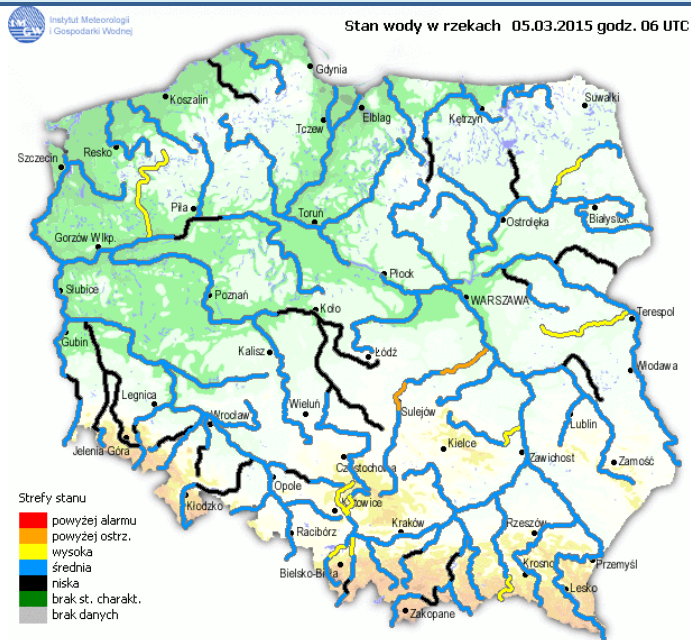 Instytut Meteorologii
i Gospodarki Wodnej
Stan wody w rzekach 05.03.2015 godz. 06 UTC
Gdynia
Koszalin
Suwałki
Elbląg
Kętrzyn
Tczew
Resko
Szczecin
Piła
Toruń
Białystok
Ostrołęka
Gorzów Wlkp.
Płock
Słubice
Poznań
WARSZAWA
Koło
Terespol
Gubin
Kalisz
Łódź
Włodawa
Legnica
Wieluń
Sulejów
Wrocław
Lublin
Jelenia Góra
Kielce
Zawichost
Zamość
Częstochowa
Opole
Strefy stanu
Kłodzko
Katowice
powyżej alarmu
powyżej ostrz.
Racibórz
Kraków
Rzeszów
wysoka
średnia
Bielsko-Biała
Krosno
Przemyśl
niska
Lesko
brak st. charakt.
Zakopane
brak danych